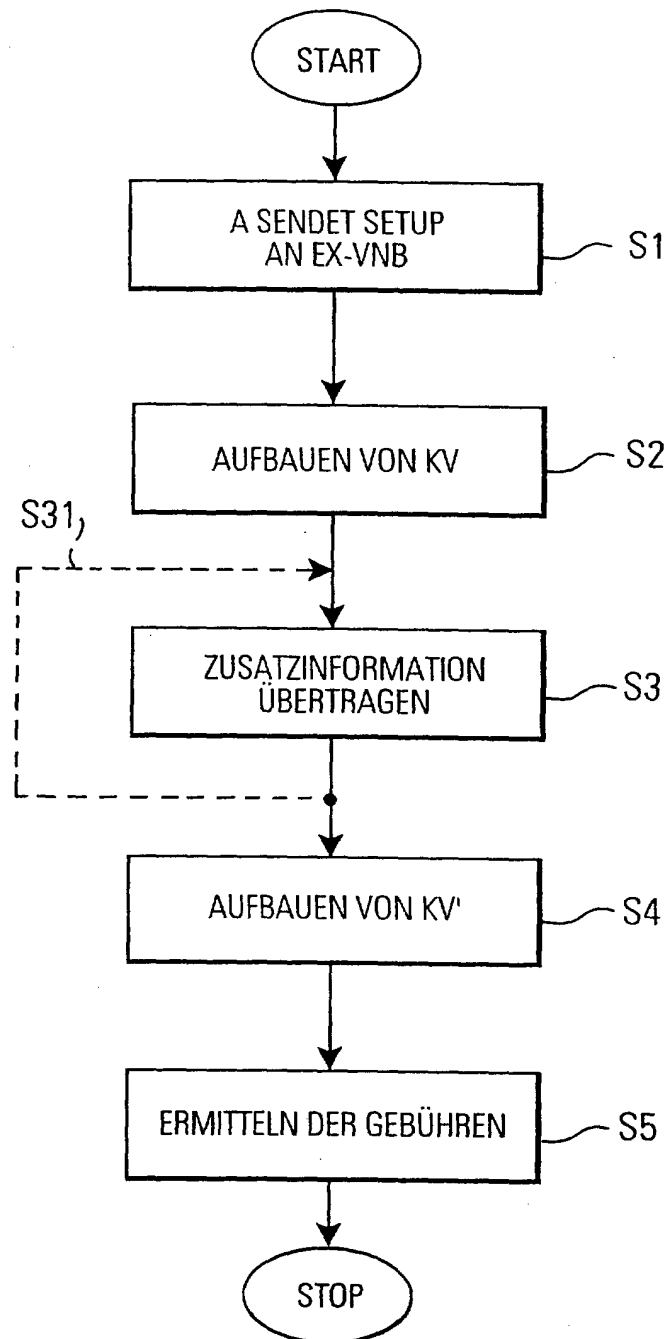 START
A SENDET SETUP
AN EX-VNB
S1
AUFBAUEN VON KV
S2
S31
ZUSATZINFORMATION
ÜBERTRAGEN
S3
AUFBAUEN VON KV'
S4
ERMITTELN DER GEBÜHREN
S5
STOP